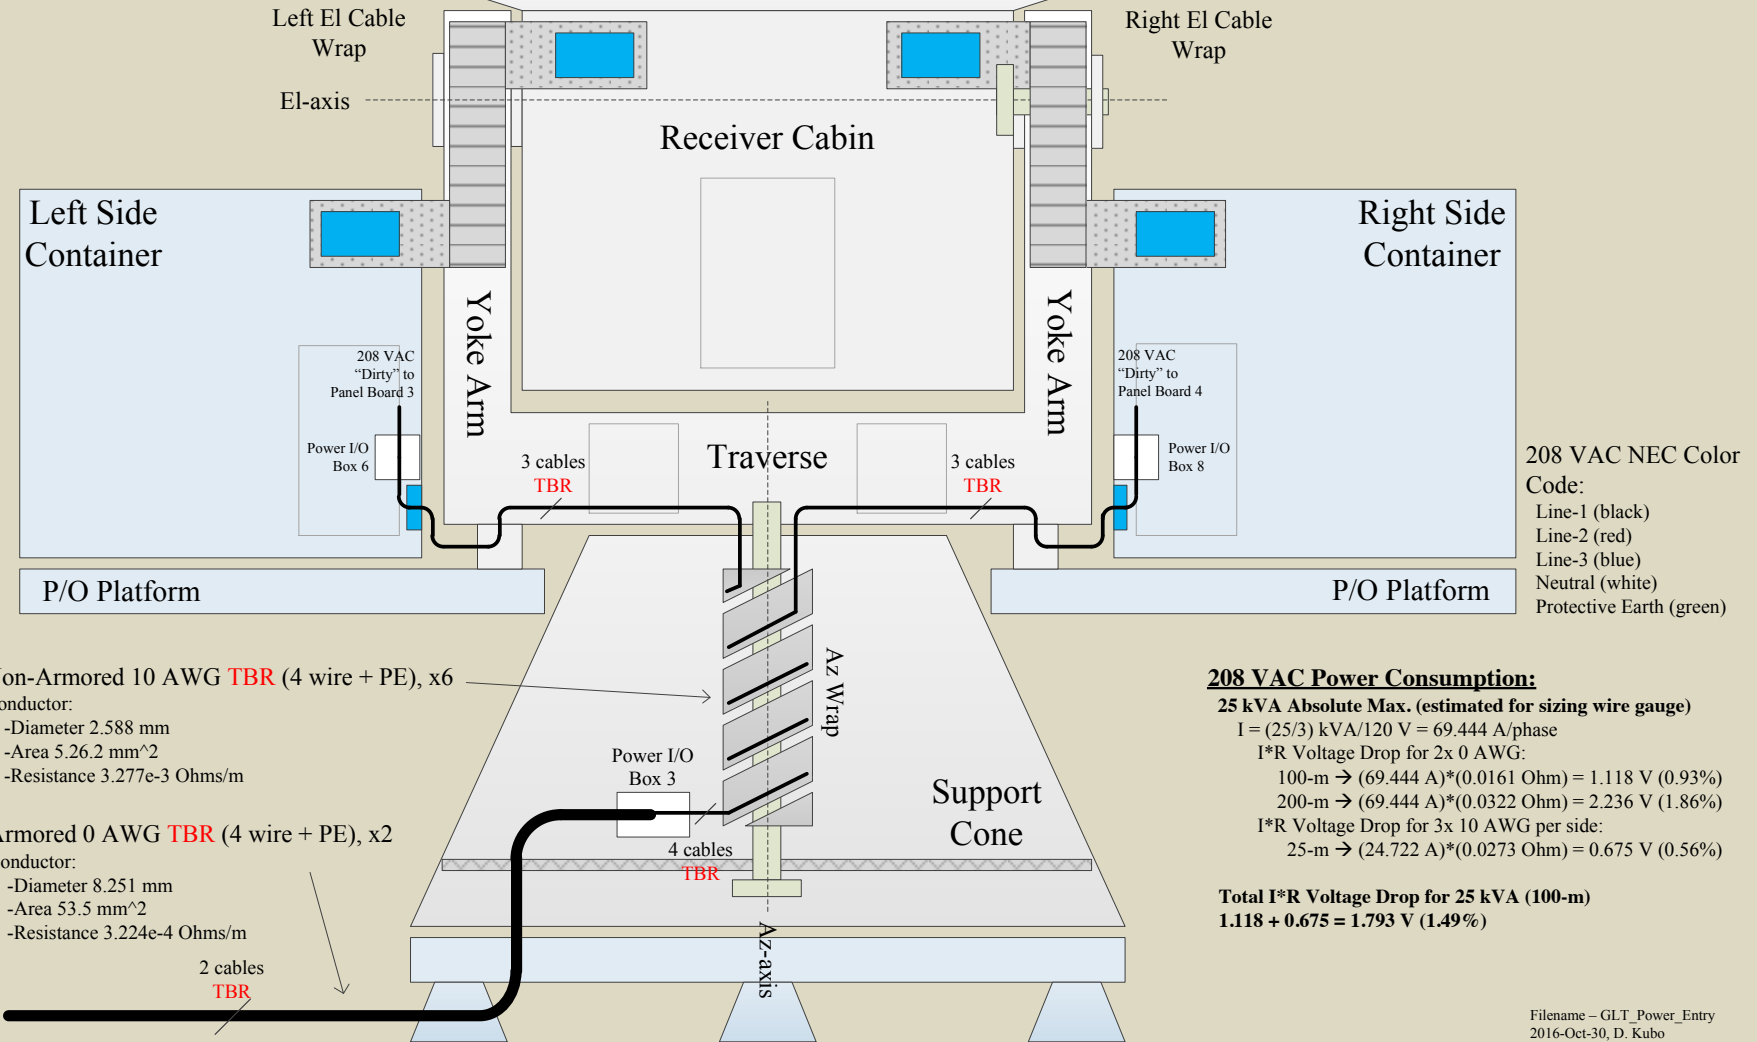 Left El Cable
Wrap
Right El Cable
Wrap
El-axis
Receiver Cabin
Left Side
Container
Right Side
Container
Yoke Arm
Yoke Arm
208 VAC
“Dirty” to
Panel Board 3
208 VAC
“Dirty” to
Panel Board 4
Power I/O
Box 6
3 cables
TBR
Traverse
3 cables
TBR
Power I/O
Box 8
208 VAC NEC Color
Code:
Line-1 (black)
Line-2 (red)
Line-3 (blue)
Neutral (white)
Protective Earth (green)
P/O Platform
P/O Platform
on-Armored 10 AWG TBR (4 wire + PE), x6
onductor:
-Diameter 2.588 mm
-Area 5.26.2 mm^2
-Resistance 3.277e-3 Ohms/m
Az Wrap
Power I/O
Box 3
Support
Cone
4 cables
TBR
rmored 0 AWG TBR (4 wire + PE), x2
onductor:
-Diameter 8.251 mm
-Area 53.5 mm^2
-Resistance 3.224e-4 Ohms/m
2 cables
TBR
Az-axis
208 VAC Power Consumption:
25 kVA Absolute Max. (estimated for sizing wire gauge)
I = (25/3) kVA/120 V = 69.444 A/phase
I*R Voltage Drop for 2x 0 AWG:
100-m → (69.444 A)*(0.0161 Ohm) = 1.118 V (0.93%)
200-m → (69.444 A)*(0.0322 Ohm) = 2.236 V (1.86%)
I*R Voltage Drop for 3x 10 AWG per side:
25-m → (24.722 A)*(0.0273 Ohm) = 0.675 V (0.56%)
Total I*R Voltage Drop for 25 kVA (100-m)
1.118 + 0.675 = 1.793 V (1.49%)
Filename – GLT_Power_Entry
2016-Oct-30, D. Kubo